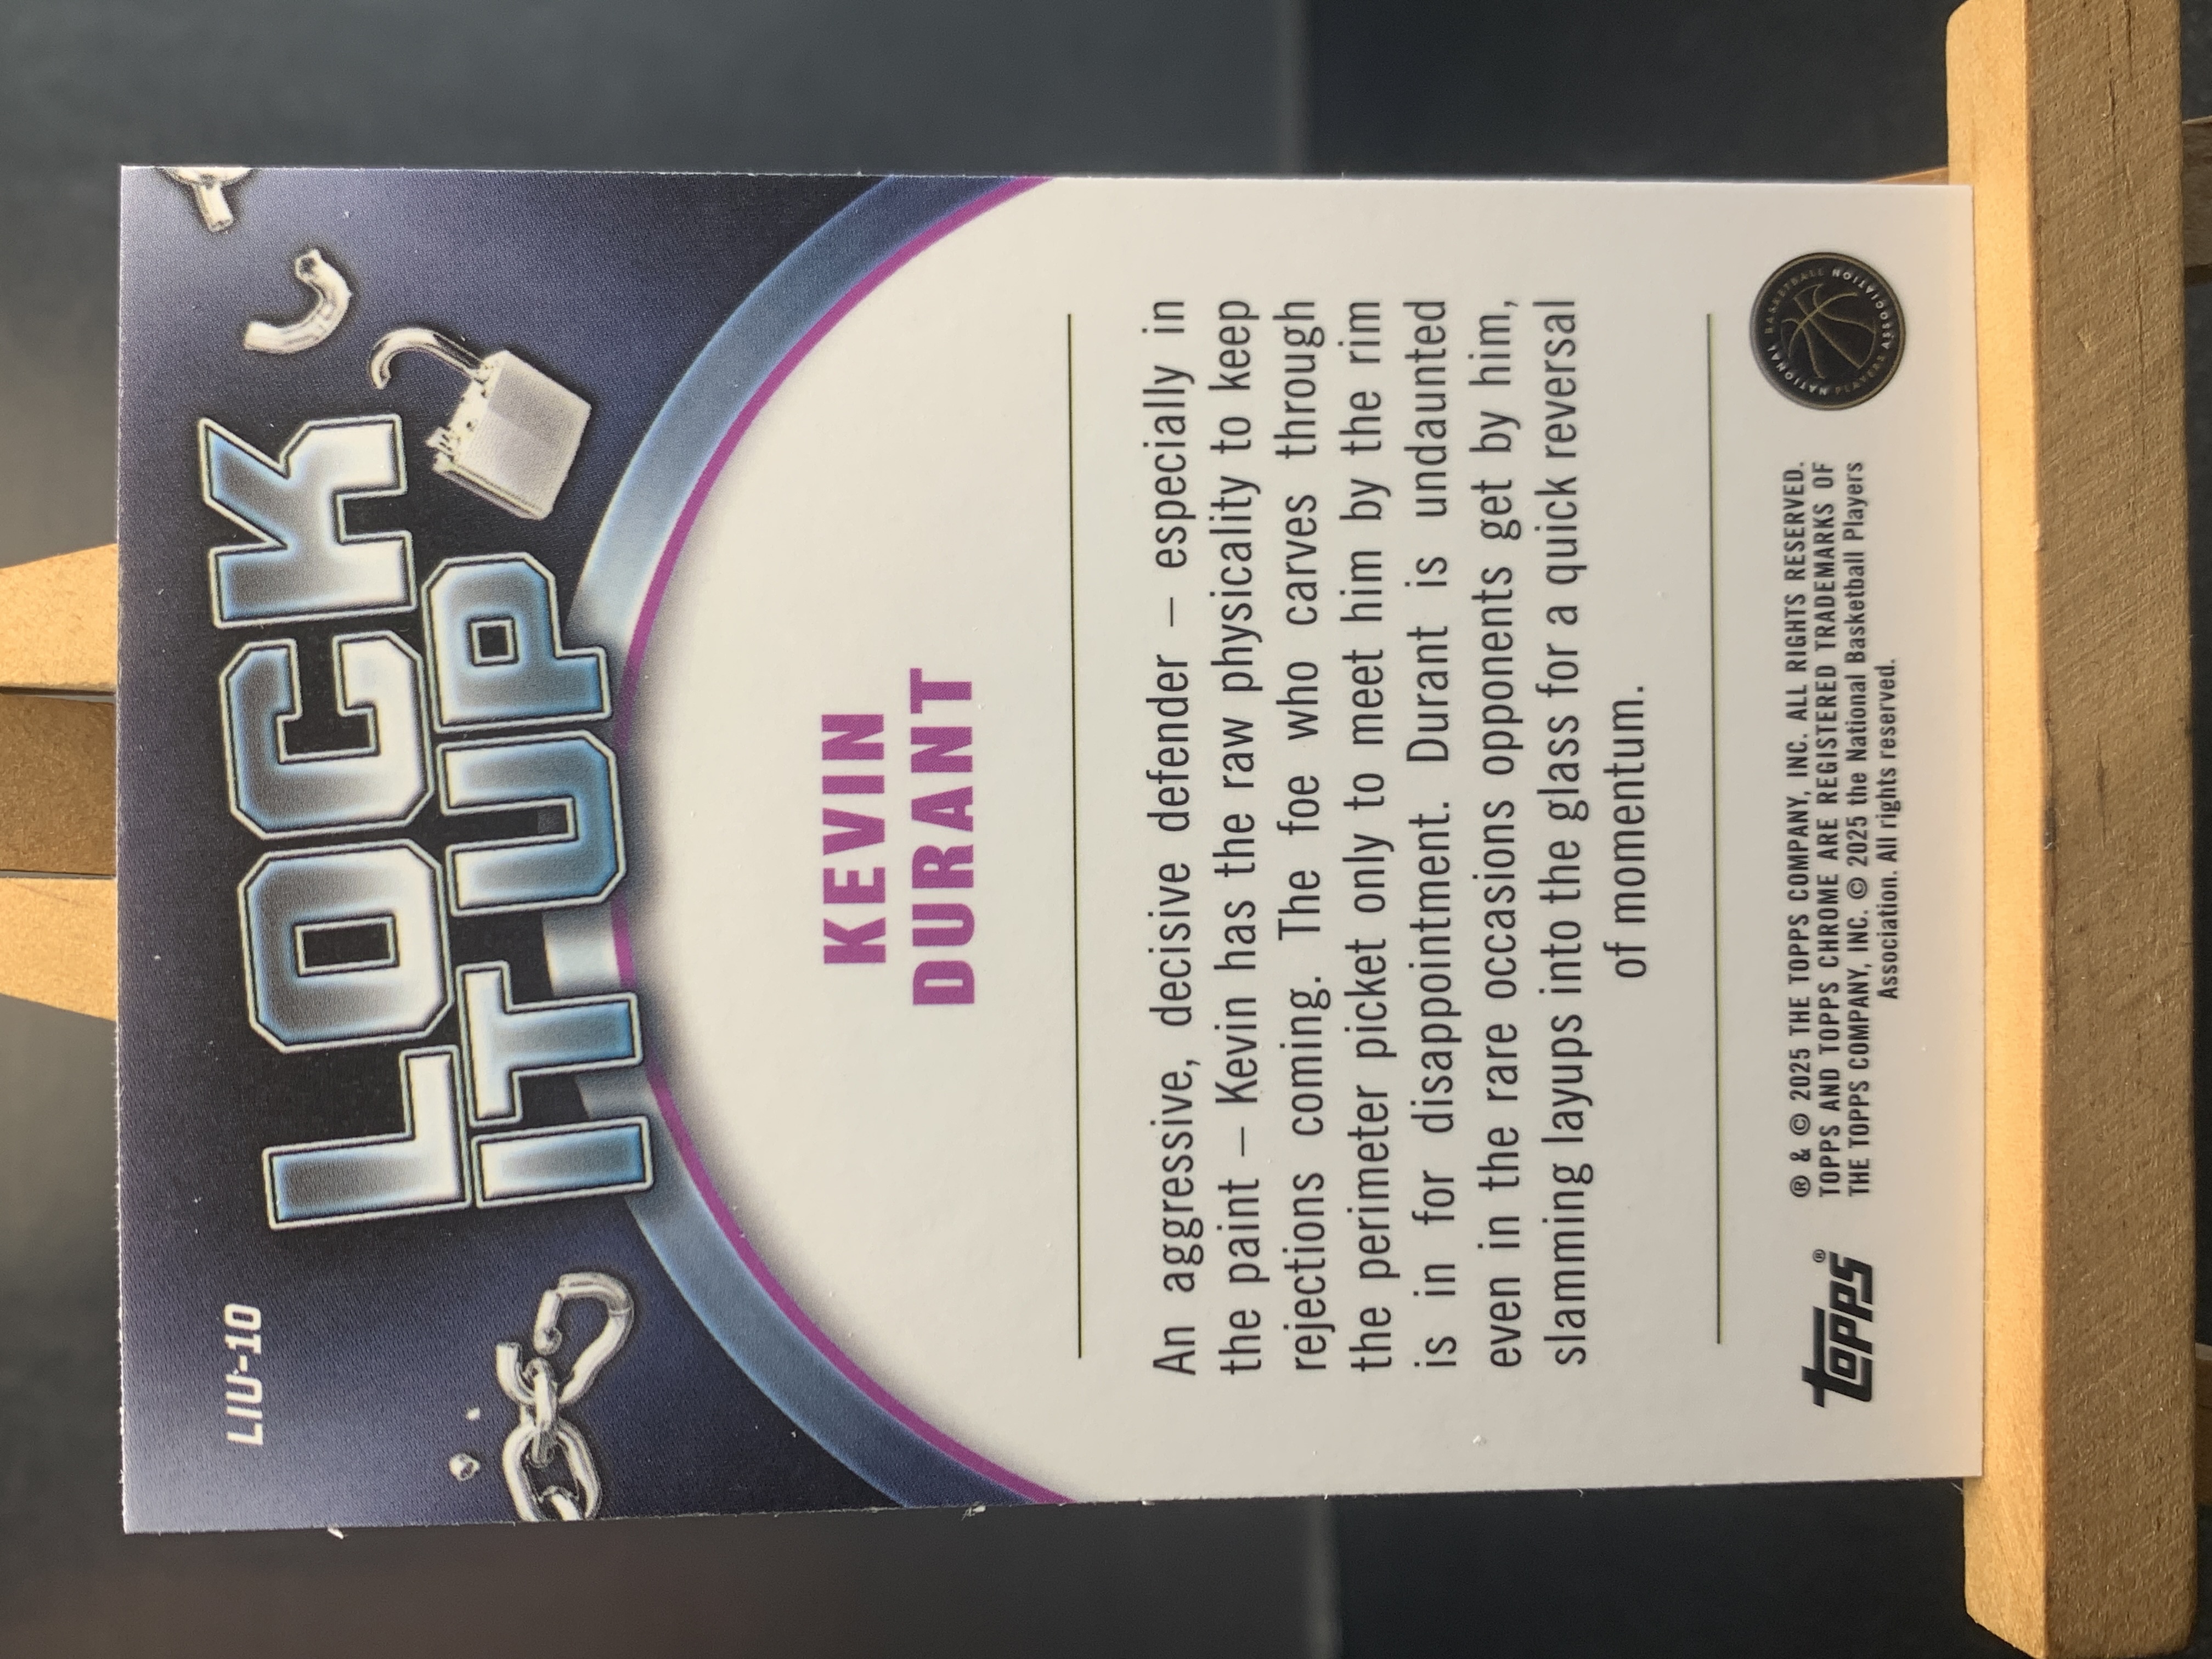 LIU-10
LOCK
IT UP
KEVIN
DURANT
An aggressive, decisive defender – especially in
the paint – Kevin has the raw physicality to keep
rejections coming. The foe who carves through
the perimeter picket only to meet him by the rim
is in for disappointment. Durant is undaunted
even in the rare occasions opponents get by him,
slamming layups into the glass for a quick reversal
of momentum.
topps®
® & © 2025 THE TOPPS COMPANY, INC. ALL RIGHTS RESERVED.
TOPPS AND TOPPS CHROME ARE REGISTERED TRADEMARKS OF
THE TOPPS COMPANY, INC. © 2025 the National Basketball Players
Association. All rights reserved.
NATIONAL BASKETBALL
PLAYERS ASSOCIATION